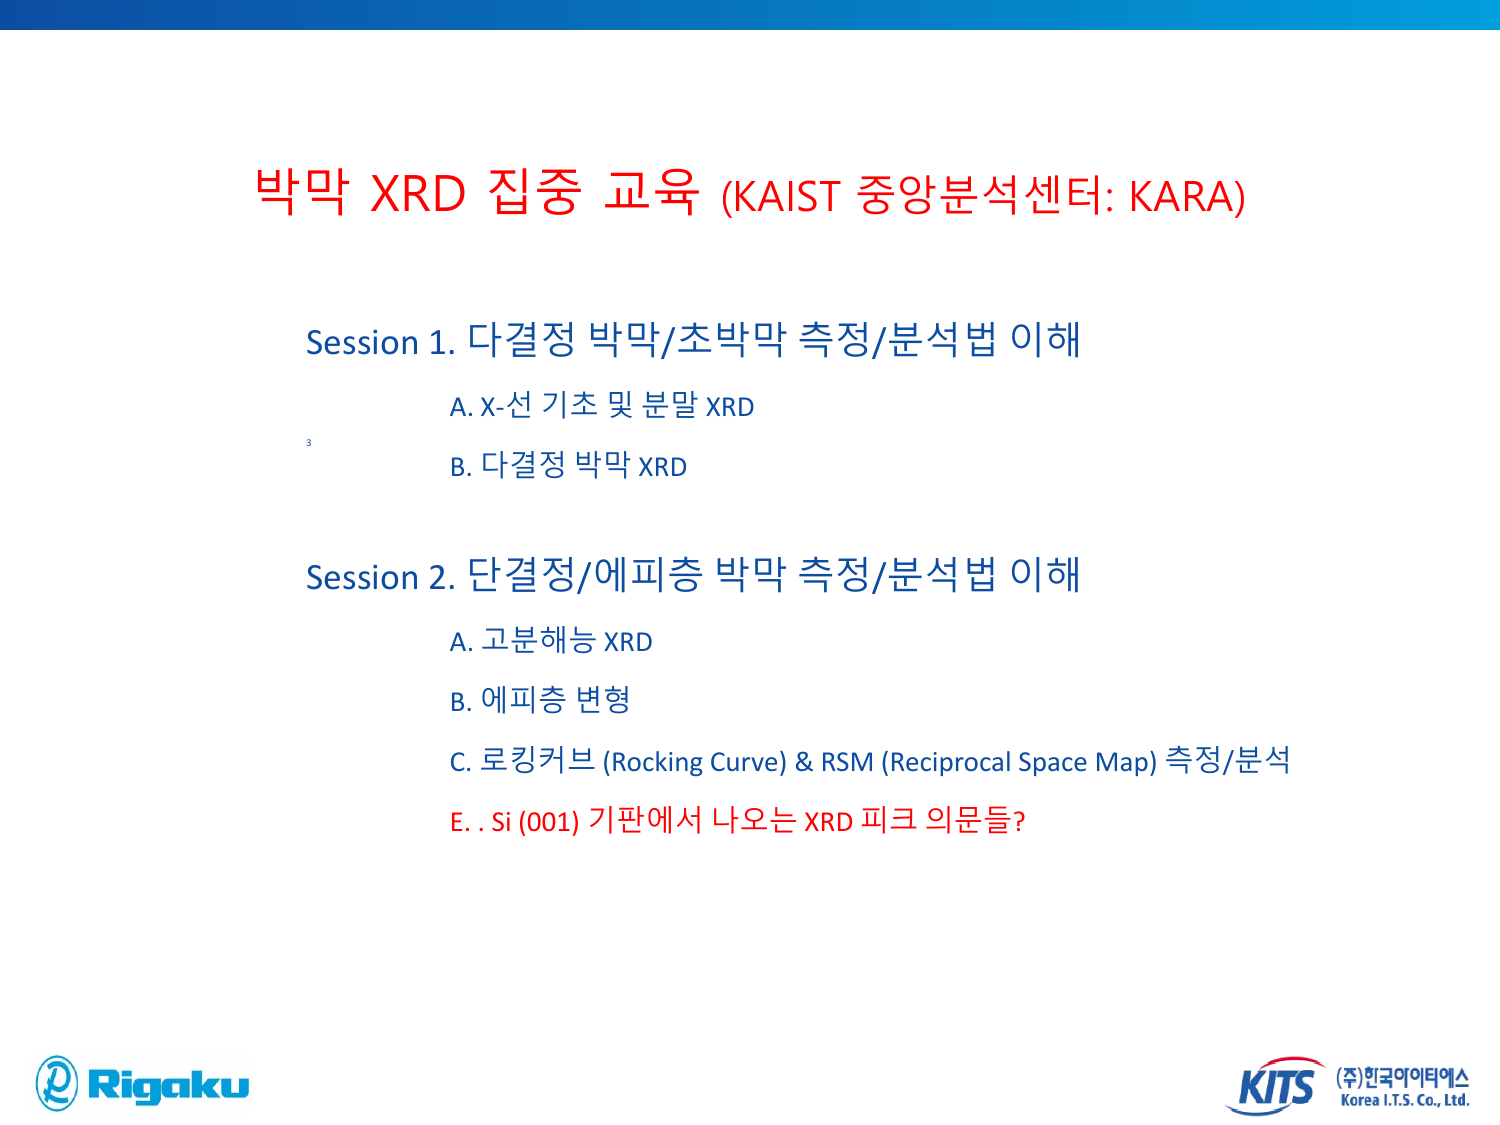 박막 XRD 집중 교육 (KAIST 중앙분석센터: KARA)
Session 1. 다결정 박막/초박막 측정/분석법 이해
A. X-선 기초 및 분말 XRD
3
B. 다결정 박막 XRD
Session 2. 단결정/에피층 박막 측정/분석법 이해
A. 고분해능 XRD
B. 에피층 변형
C. 로킹커브 (Rocking Curve) & RSM (Reciprocal Space Map) 측정/분석
E. . Si (001) 기판에서 나오는 XRD 피크 의문들?
Rigaku
KITS (주)한국아이티에스
Korea I.T.S. Co., Ltd.